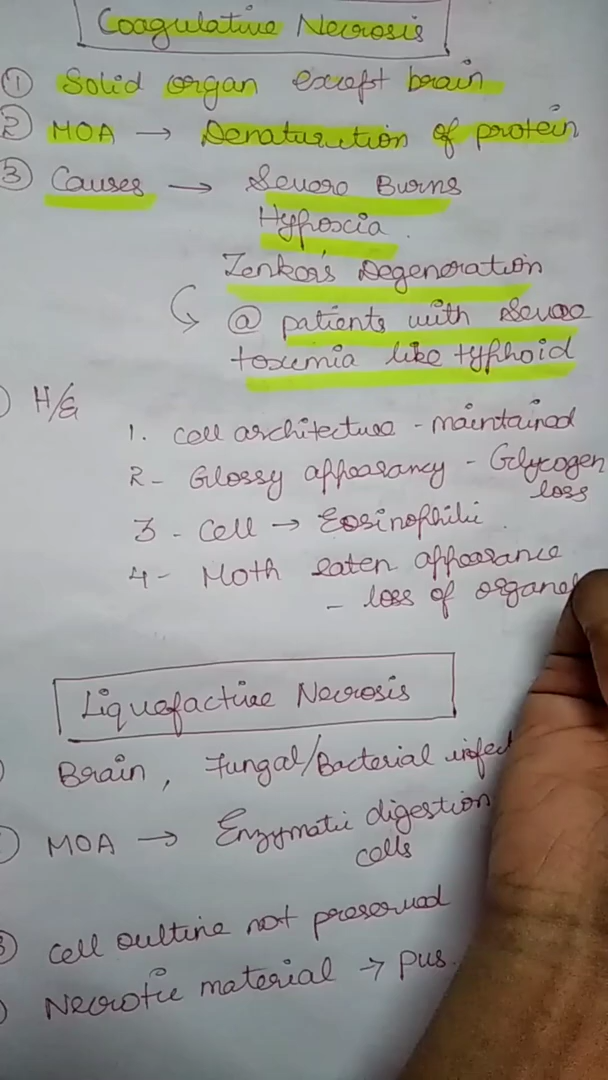 Coagulative Necrosis
① Solid organ except brain
② MOA → Denaturation of protein
③ Causes → Severe Burns
Hypoxia.
Zenker's Degeneration
@ patients with Severe
toxemia like typhoid
H/E
1. Cell architecture - maintained
2 - Glossy appearancy - Glycogen
loss
3 - Cell → Eosinophilic.
4 - Moth eaten appearance
- loss of organel
Liquefactive Necrosis
Brain, Fungal/Bacterial infect
MOA → Enzymatic digestion
cells
Cell outline not preserved
Necrotic material → pus.